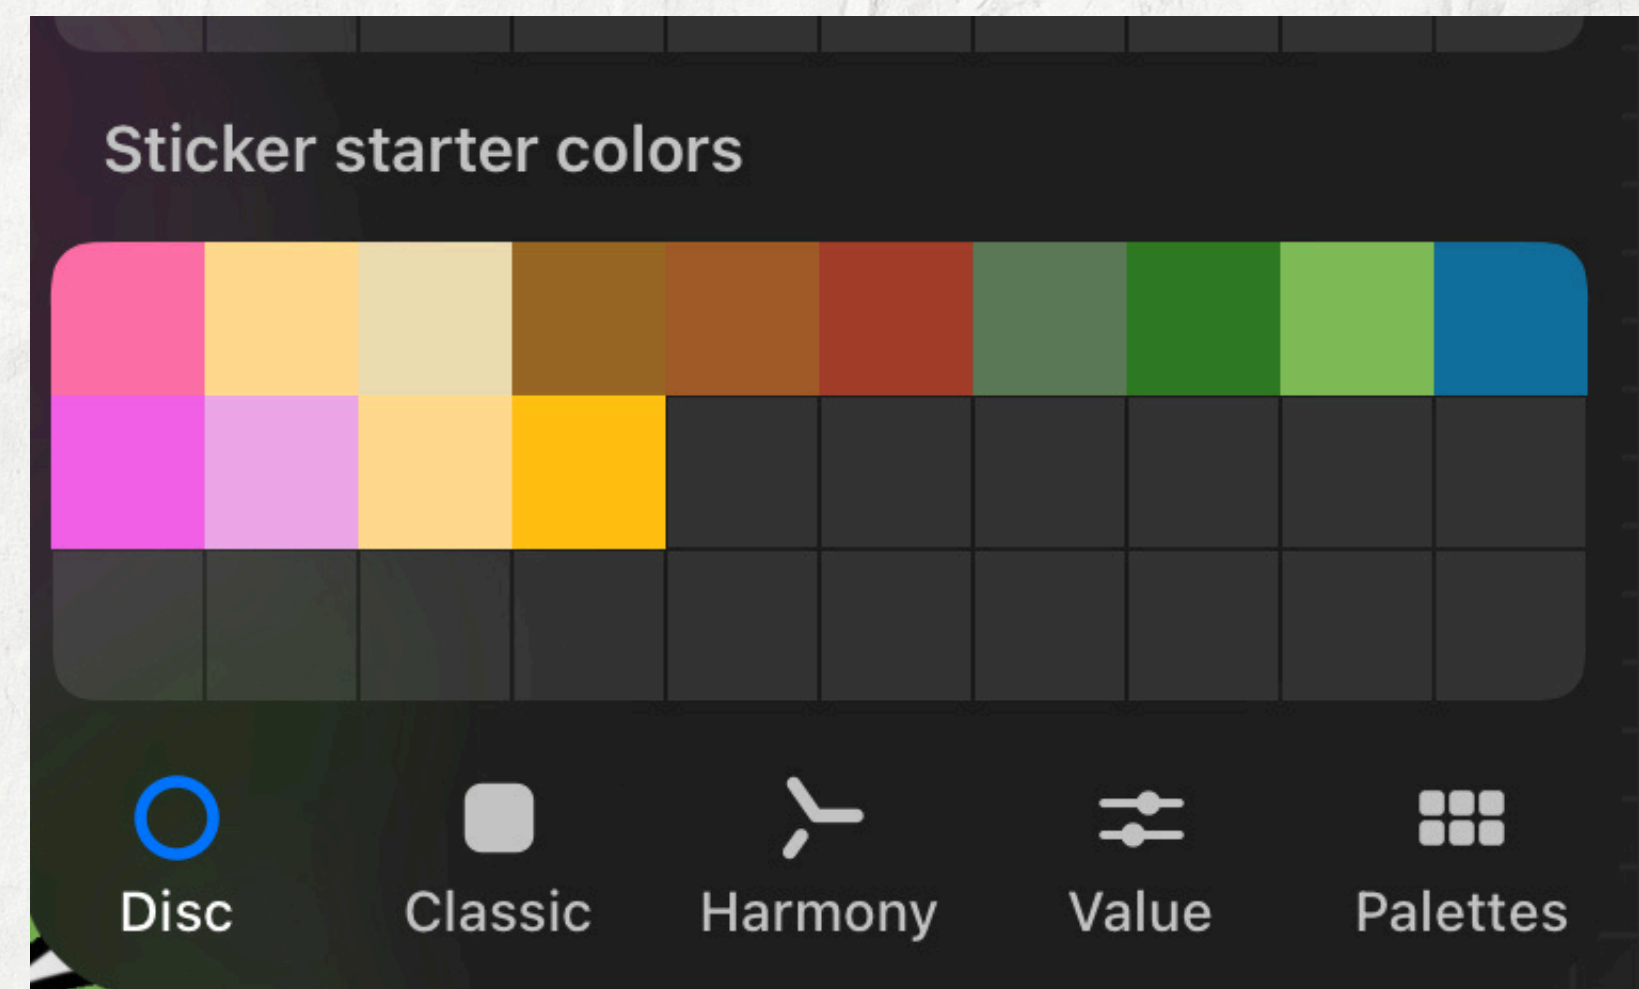 Sticker starter colors
Disc
Classic
Harmony
Value
Palettes